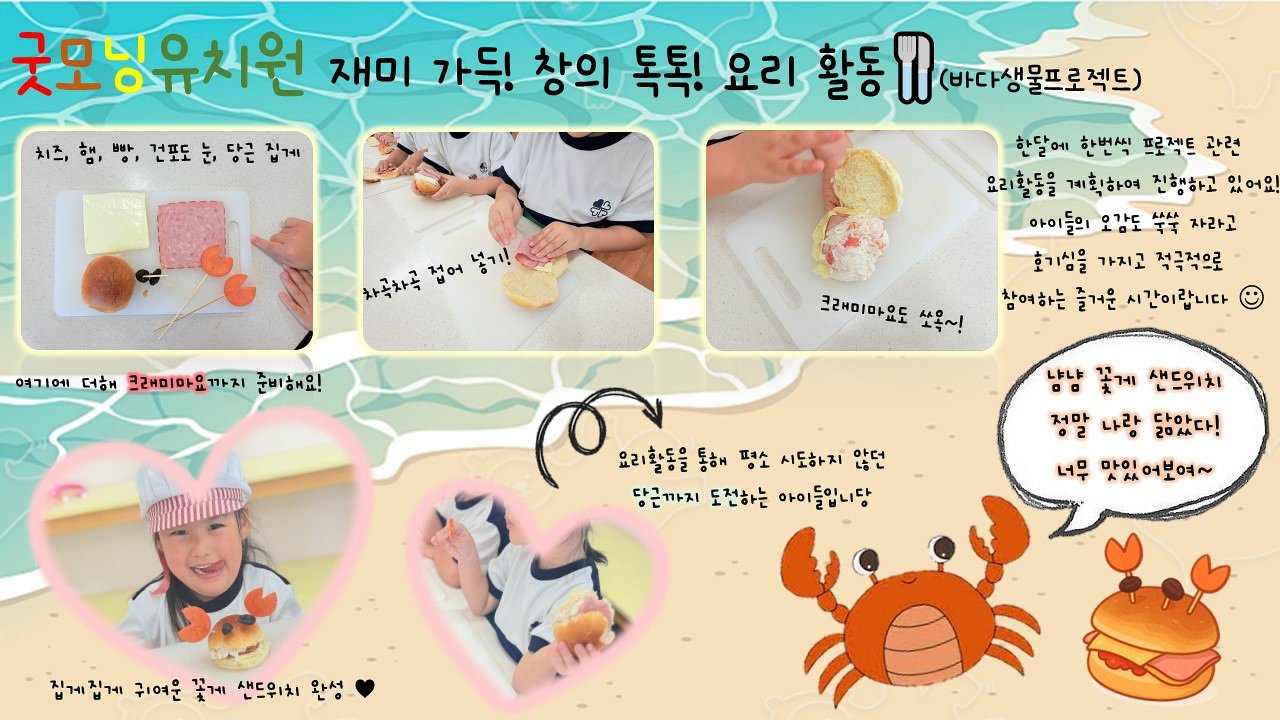 굿모닝유치원 재미 가득! 창의 톡톡! 요리 활동 (바다생물프로젝트)
치즈, 햄, 빵, 건포도 눈, 당근 집게
차곡차곡 접어 넣기!
크래미마요도 쏘옥~!
한달에 한번씩 프로젝트 관련
요리활동을 계획하여 진행하고 있어요!
아이들의 오감도 쑥쑥 자라고
호기심을 가지고 적극적으로
참여하는 즐거운 시간이랍니다 ☺
여기에 더해 크래미마요까지 준비해요!
냠냠 꽃게 샌드위치
정말 나랑 닮았다!
너무 맛있어보여~
요리활동을 통해 평소 시도하지 않던
당근까지 도전하는 아이들입니당
집게집게 귀여운 꽃게 샌드위치 완성 ♥